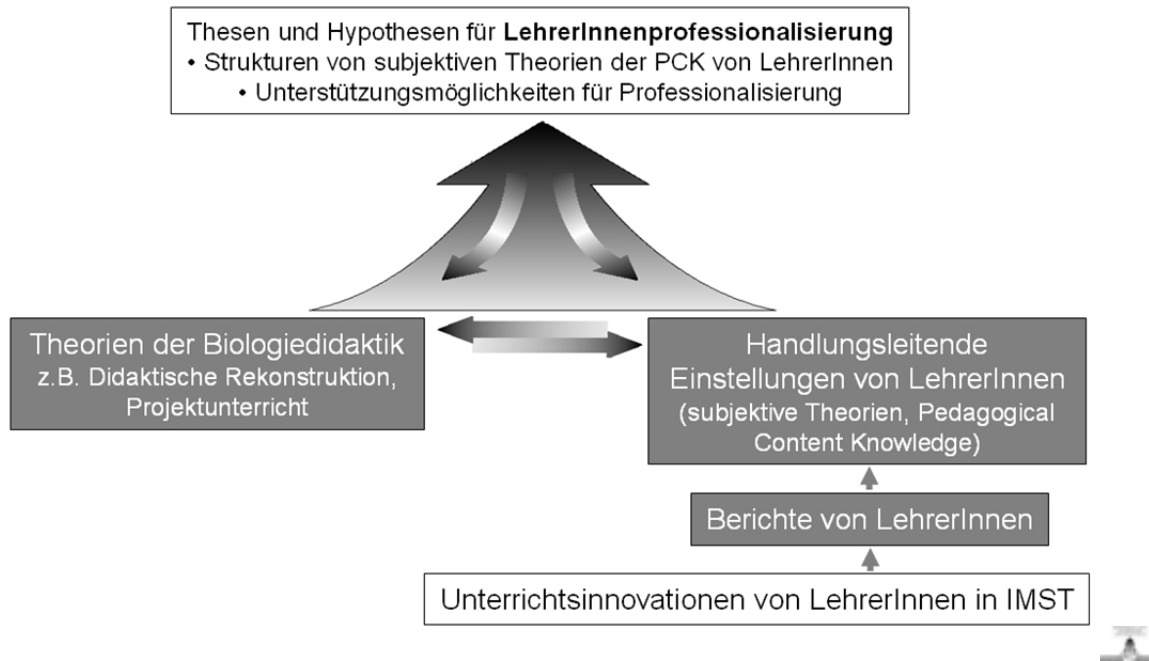 Thesen und Hypothesen für LehrerInnenprofessionalisierung
• Strukturen von subjektiven Theorien der PCK von LehrerInnen
• Unterstützungsmöglichkeiten für Professionalisierung
Theorien der Biologiedidaktik
z.B. Didaktische Rekonstruktion,
Projektunterricht
Handlungsleitende
Einstellungen von LehrerInnen
(subjektive Theorien, Pedagogical
Content Knowledge)
Berichte von LehrerInnen
Unterrichtsinnovationen von LehrerInnen in IMST